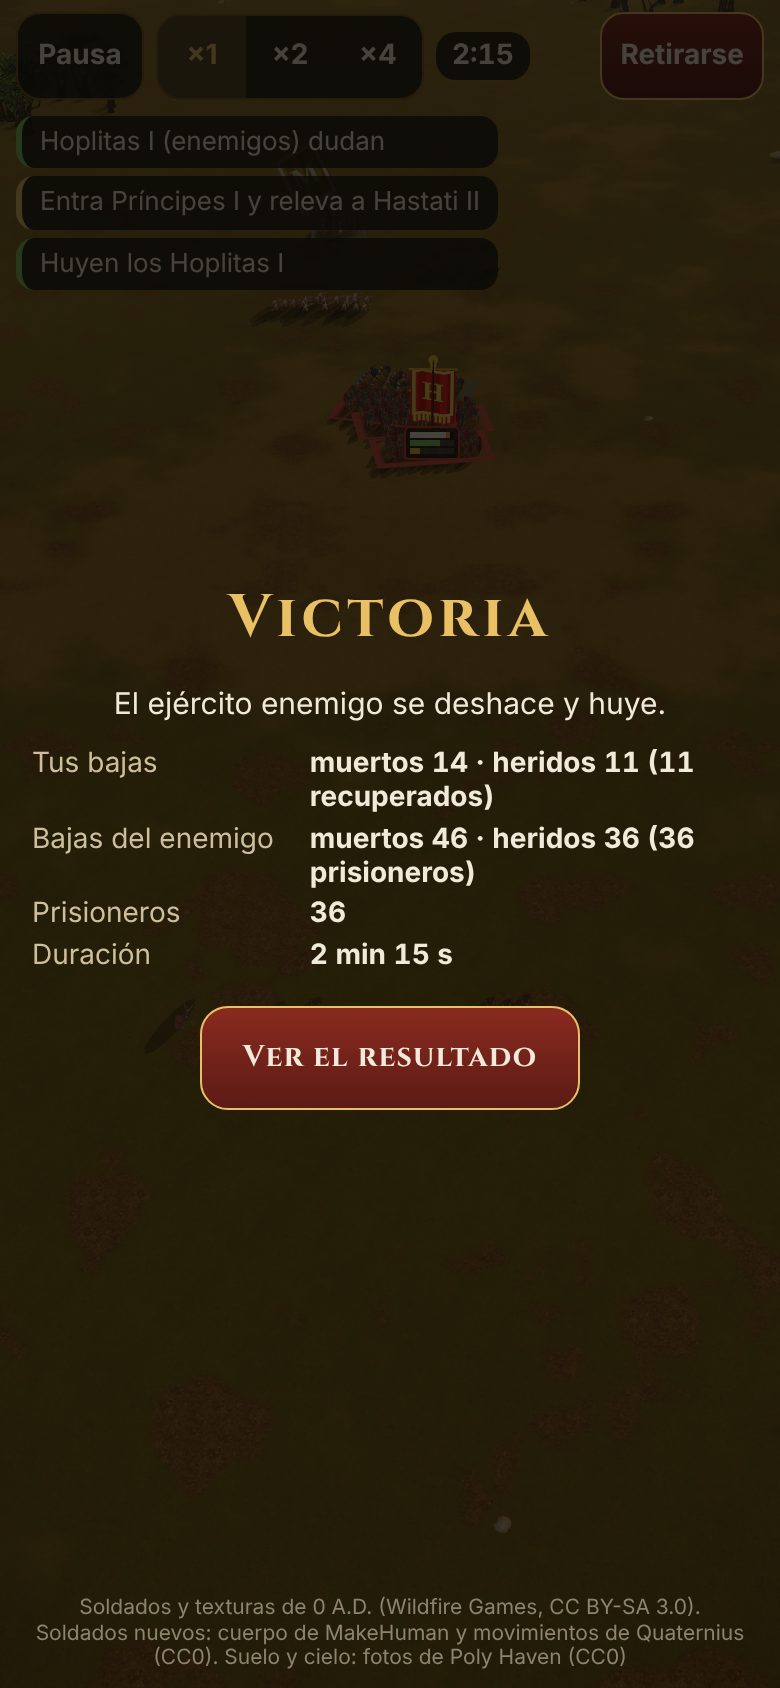 Pausa
×1
×2
×4
2:15
Retirarse
Hoplitas I (enemigos) dudan
Entra Príncipes I y releva a Hastati II
Huyen los Hoplitas I
H
Victoria
El ejército enemigo se deshace y huye.
Tus bajas
muertos 14 · heridos 11 (11
recuperados)
Bajas del enemigo
muertos 46 · heridos 36 (36
prisioneros)
Prisioneros
36
Duración
2 min 15 s
Ver el resultado
Soldados y texturas de 0 A.D. (Wildfire Games, CC BY-SA 3.0).
Soldados nuevos: cuerpo de MakeHuman y movimientos de Quaternius
(CC0). Suelo y cielo: fotos de Poly Haven (CC0)